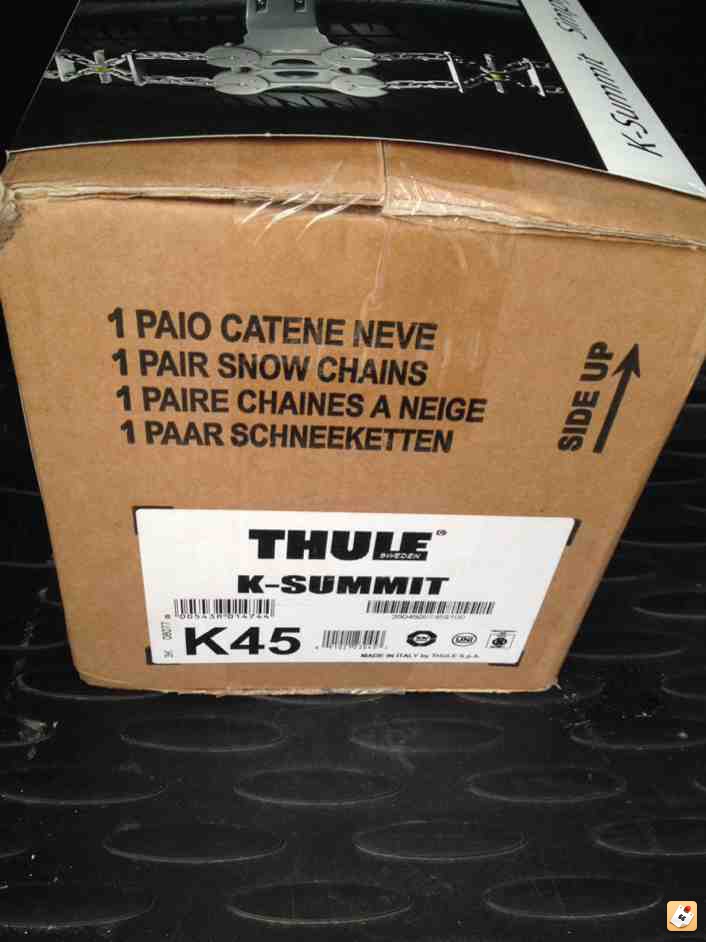 K-Summit
1 PAIO CATENE NEVE
1 PAIR SNOW CHAINS
1 PAIRE CHAINES A NEIGE
1 PAAR SCHNEEKETTEN
SIDE UP
THULE®
SWEDEN
K-SUMMIT
K45
UNI
MADE IN ITALY by THULE S.p.A.